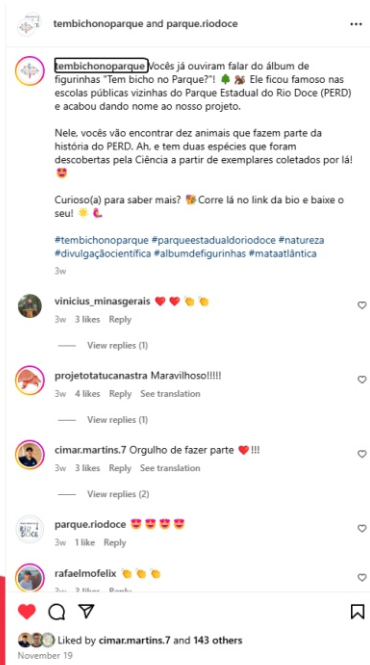 tembichonoparque and parque.riodoce
tembichonoparque Vocês já ouviram falar do álbum de
figurinhas "Tem bicho no Parque?"! 🌳 🐒 Ele ficou famoso nas
escolas públicas vizinhas do Parque Estadual do Rio Doce (PERD)
e acabou dando nome ao nosso projeto.
Nele, vocês vão encontrar dez animais que fazem parte da
história do PERD. Ah, e tem duas espécies que foram
descobertas pela Ciência a partir de exemplares coletados por lá!
😍
Curioso(a) para saber mais? Corre lá no link da bio e baixe o
seu!
#tembichonoparque #parqueestadualdoriodoce #natureza
#divulgaçãocientífica #albumdefigurinhas #mataatlântica
3w
vinicius_minasgerais ❤️ ❤️ 👏 👏
3w 3 likes Reply
View replies (1)
projetotatucanastra Maravilhoso!!!!!
3w 4 likes Reply See translation
View replies (1)
cimar.martins.7 Orgulho de fazer parte ❤️!!!
3w 3 likes Reply See translation
View replies (2)
parque.riodoce 😍 😍 😍 😍
3w 1 like Reply
rafaelmofelix 👏 👏 👏
Liked by cimar.martins.7 and 143 others
November 19